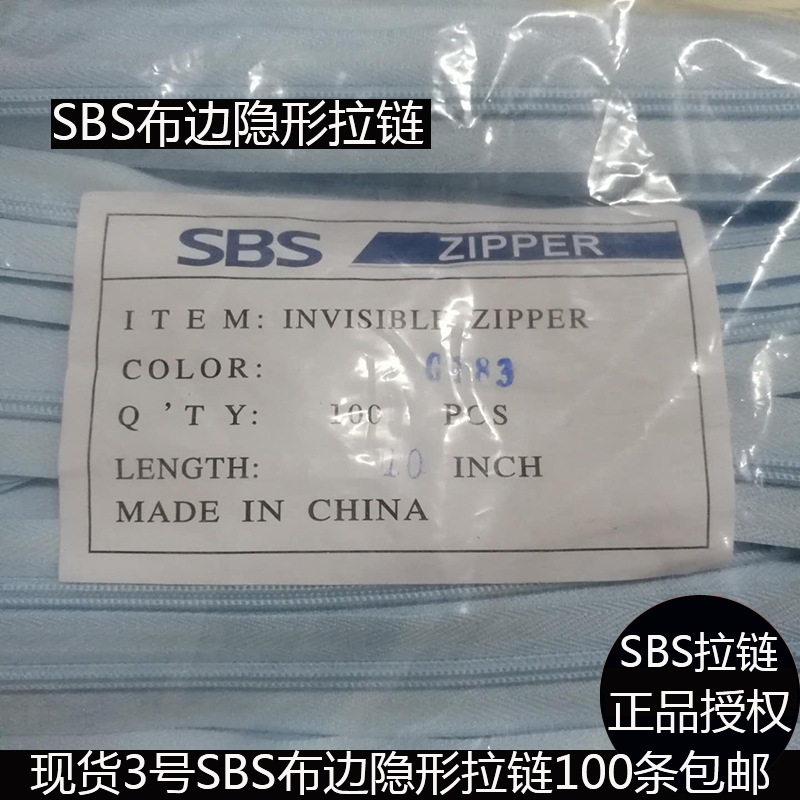 SBS布边隐形拉链
SBS ZIPPER
ITEM: INVISIBLE ZIPPER
COLOR:
Q'TY: 100 PCS
LENGTH: 10 INCH
MADE IN CHINA
SBS拉链
正品授权
现货3号SBS布边隐形拉链100条包邮